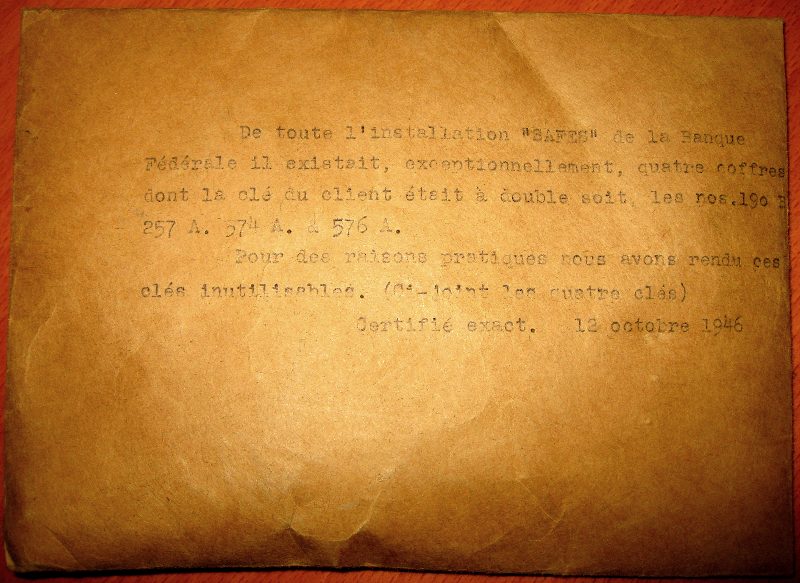 De toute l'installation "SAFES" de la Banque
Fédérale il existait, exceptionnellement, quatre coffres
dont la clé du client était à double soit, les nos.190 B
257 A. 574 A. à 576 A.
Pour des raisons pratiques nous avons rendu ces
clés inutilisables. (Ci-joint les quatre clés)
Certifié exact. 12 octobre 1946